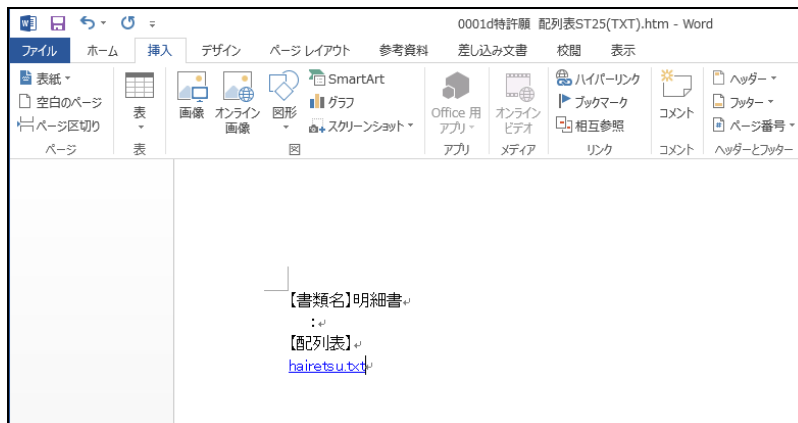 0001d特許願 配列表ST25(TXT).htm - Word
ファイル ホーム 挿入 デザイン ページ レイアウト 参考資料 差し込み文書 校閲 表示
表紙
空白のページ
ページ区切り
ページ
表
表
画像
オンライン
画像
図形
SmartArt
グラフ
スクリーンショット
図
Office 用
アプリ
アプリ
オンライン
ビデオ
メディア
ハイパーリンク
ブックマーク
相互参照
リンク
コメント
コメント
ヘッダー
フッター
ページ番号
ヘッダーとフッター
【書類名】明細書
:
【配列表】
hairetsu.txt